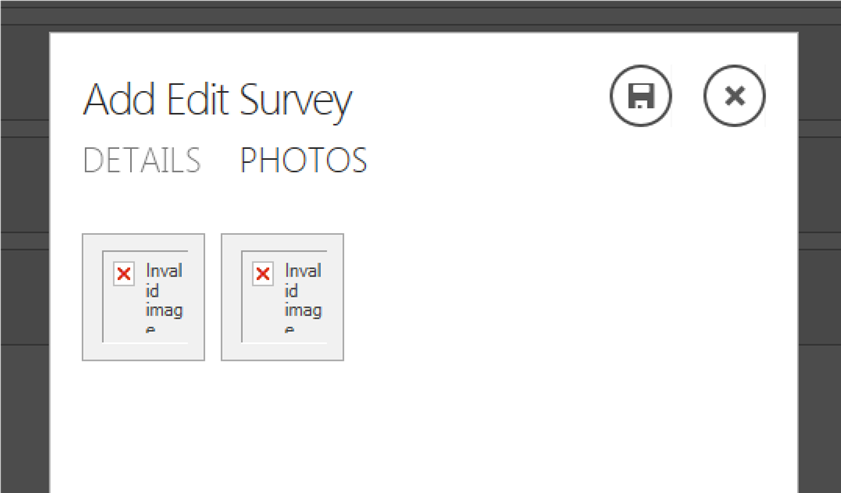 Add Edit Survey
DETAILS PHOTOS
Inval
id
imag
e
Inval
id
imag
e